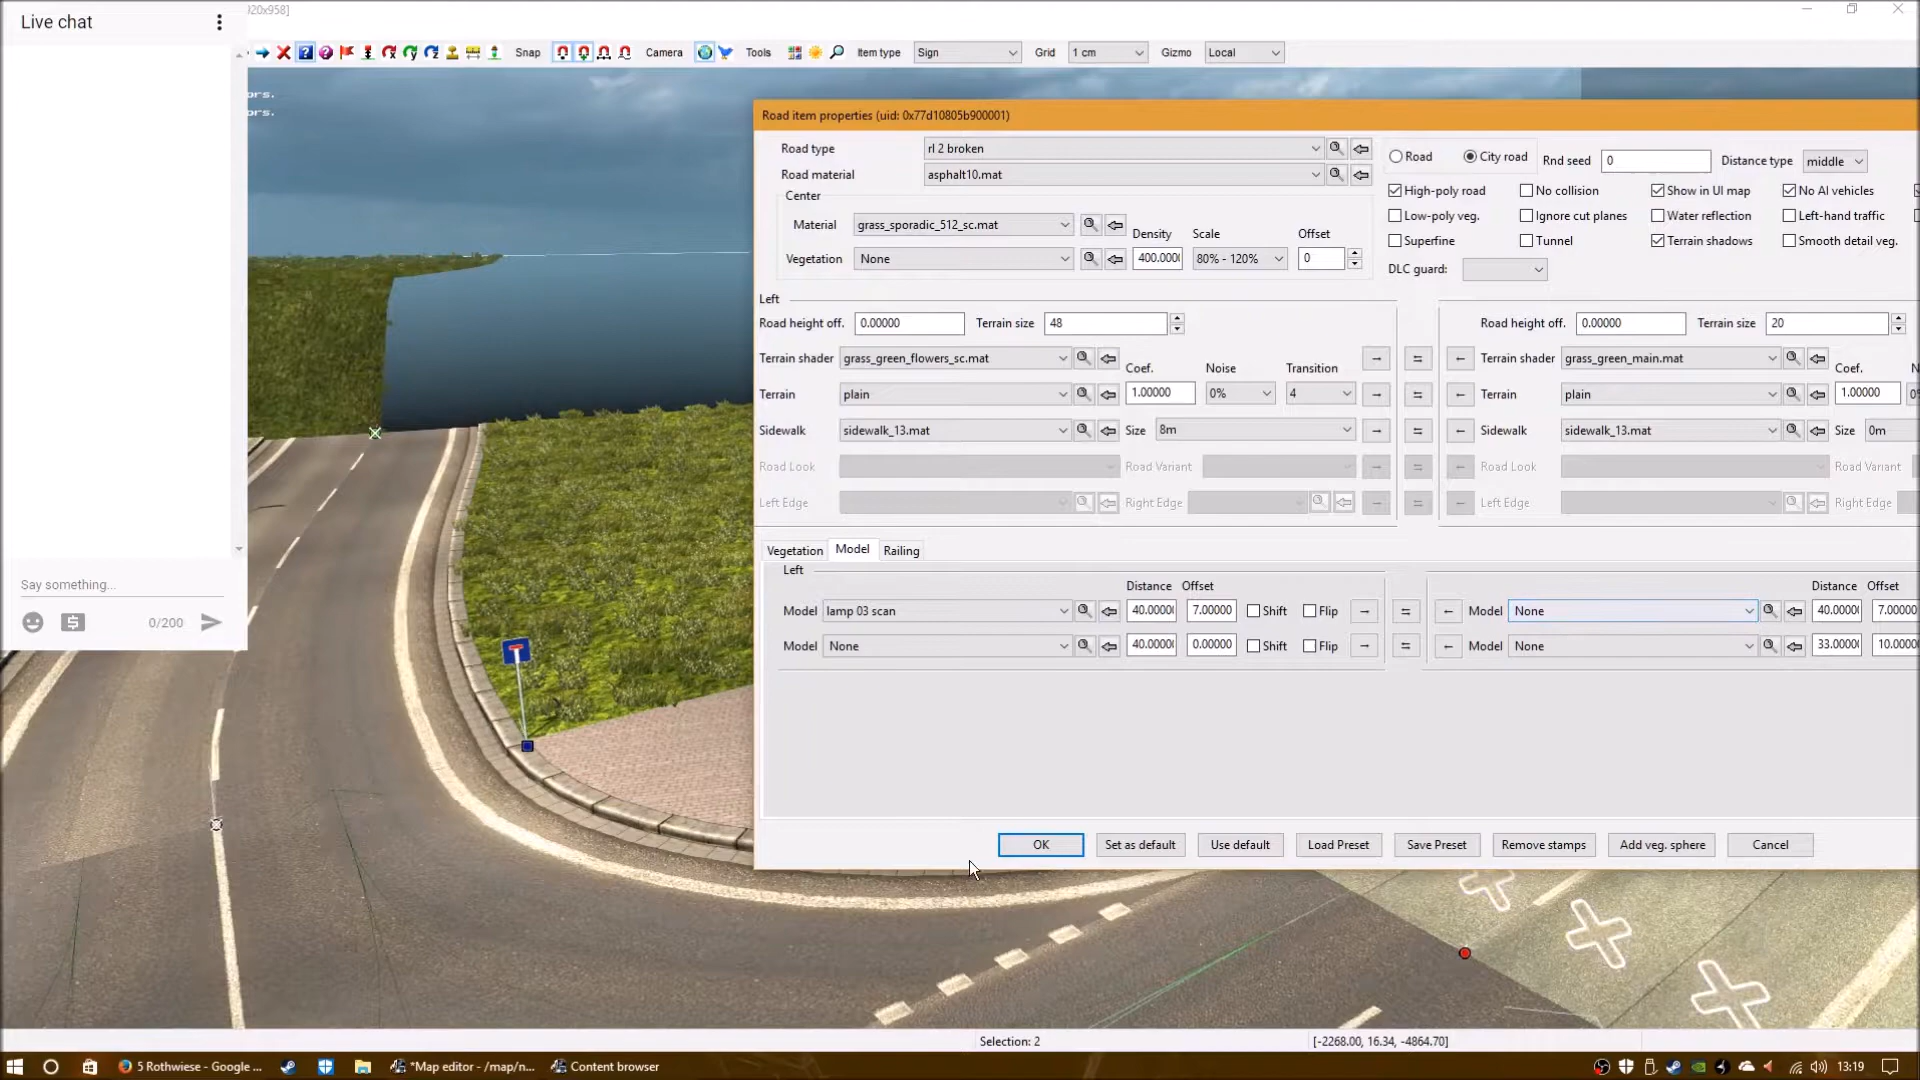 Live chat
920x958]
Snap
Camera
Tools
Item type
Sign
Grid
1 cm
Gizmo
Local
ors.
ors.
Road item properties (uid: 0x77d10805b900001)
Road type
rl 2 broken
Road
City road
Rnd seed
0
Distance type
middle
Road material
asphalt10.mat
High-poly road
No collision
Show in UI map
No AI vehicles
Center
Material
grass_sporadic_512_sc.mat
Density
Scale
Offset
Low-poly veg.
Ignore cut planes
Water reflection
Left-hand traffic
Vegetation
None
400.000
80% - 120%
0
Superfine
Tunnel
Terrain shadows
Smooth detail veg.
DLC guard:
Left
Road height off.
0.00000
Terrain size
48
Road height off.
0.00000
Terrain size
20
Terrain shader
grass_green_flowers_sc.mat
Coef.
Noise
Transition
Terrain shader
grass_green_main.mat
Coef.
Terrain
plain
1.00000
0%
4
Terrain
plain
1.00000
Sidewalk
sidewalk_13.mat
Size
8m
Sidewalk
sidewalk_13.mat
Size
0m
Road Look
Road Variant
Road Look
Road Variant
Left Edge
Right Edge
Left Edge
Right Edge
Vegetation
Model
Railing
Left
Distance
Offset
Distance
Offset
Model
lamp 03 scan
40.0000
7.00000
Shift
Flip
Model
None
40.0000
7.00000
Model
None
40.0000
0.00000
Shift
Flip
Model
None
33.0000
10.0000
Say something...
0/200
OK
Set as default
Use default
Load Preset
Save Preset
Remove stamps
Add veg. sphere
Cancel
Selection: 2
[-2268.00, 16.34, -4864.70]
5 Rothwiese - Google ...
*Map editor - /map/n...
Content browser
13:19